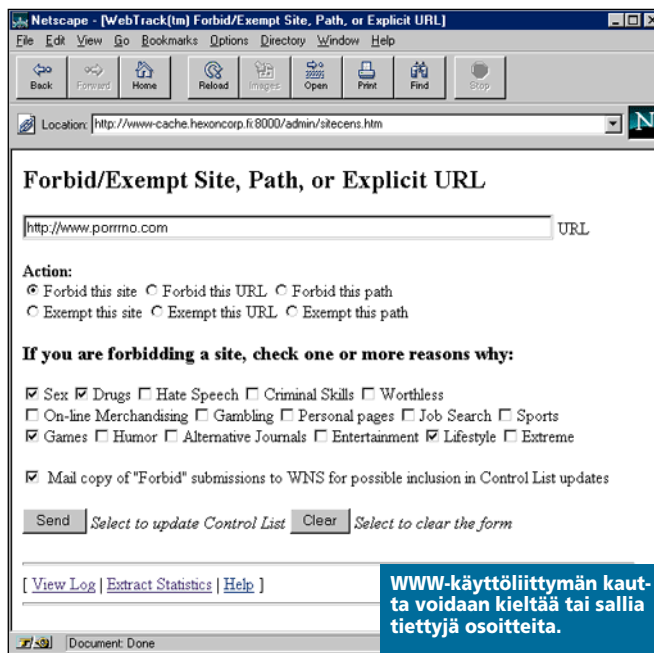 Netscape - [WebTrack(tm) Forbid/Exempt Site, Path, or Explicit URL]
File Edit View Go Bookmarks Options Directory Window Help
Back Forward Home Reload Images Open Print Find Stop
Location: http://www-cache.hexoncorp.fi:8000/admin/sitecens.htm
N
Forbid/Exempt Site, Path, or Explicit URL
http://www.porrrno.com URL
Action:
Forbid this site Forbid this URL Forbid this path
Exempt this site Exempt this URL Exempt this path
If you are forbidding a site, check one or more reasons why:
Sex Drugs Hate Speech Criminal Skills Worthless
On-line Merchandising Gambling Personal pages Job Search Sports
Games Humor Alternative Journals Entertainment Lifestyle Extreme
Mail copy of "Forbid" submissions to WNS for possible inclusion in Control List updates
Send Select to update Control List Clear Select to clear the form
[ View Log | Extract Statistics | Help ]
WWW-käyttöliittymän kaut-
ta voidaan kieltää tai sallia
tiettyjä osoitteita.
Document: Done